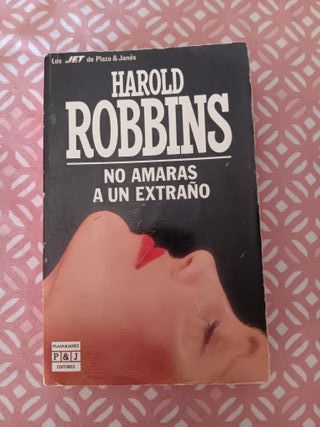 Los JET de Plaza & Janés
HAROLD
ROBBINS
NO AMARAS
A UN EXTRAÑO
PLAZA & JANES
P & J
EDITORES